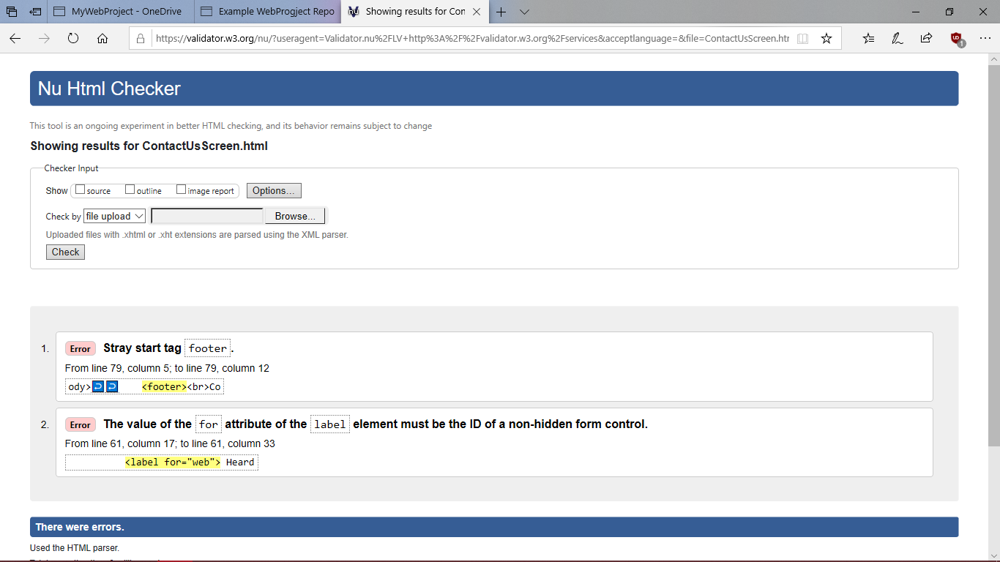 MyWebProject - OneDrive
Example WebProgject Repo
Showing results for Con
https://validator.w3.org/nu/?useragent=Validator.nu%2FLV+http%3A%2F%2Fvalidator.w3.org%2Fservices&acceptlanguage=&file=ContactUsScreen.htr
1
Nu Html Checker
This tool is an ongoing experiment in better HTML checking, and its behavior remains subject to change
Showing results for ContactUsScreen.html
Checker Input
Show source outline image report Options...
Check by file upload Browse...
Uploaded files with .xhtml or .xht extensions are parsed using the XML parser.
Check
1. Error Stray start tag footer.
From line 79, column 5; to line 79, column 12
ody>↩↩ <footer><br>Co
2. Error The value of the for attribute of the label element must be the ID of a non-hidden form control.
From line 61, column 17; to line 61, column 33
<label for="web"> Heard
There were errors.
Used the HTML parser.